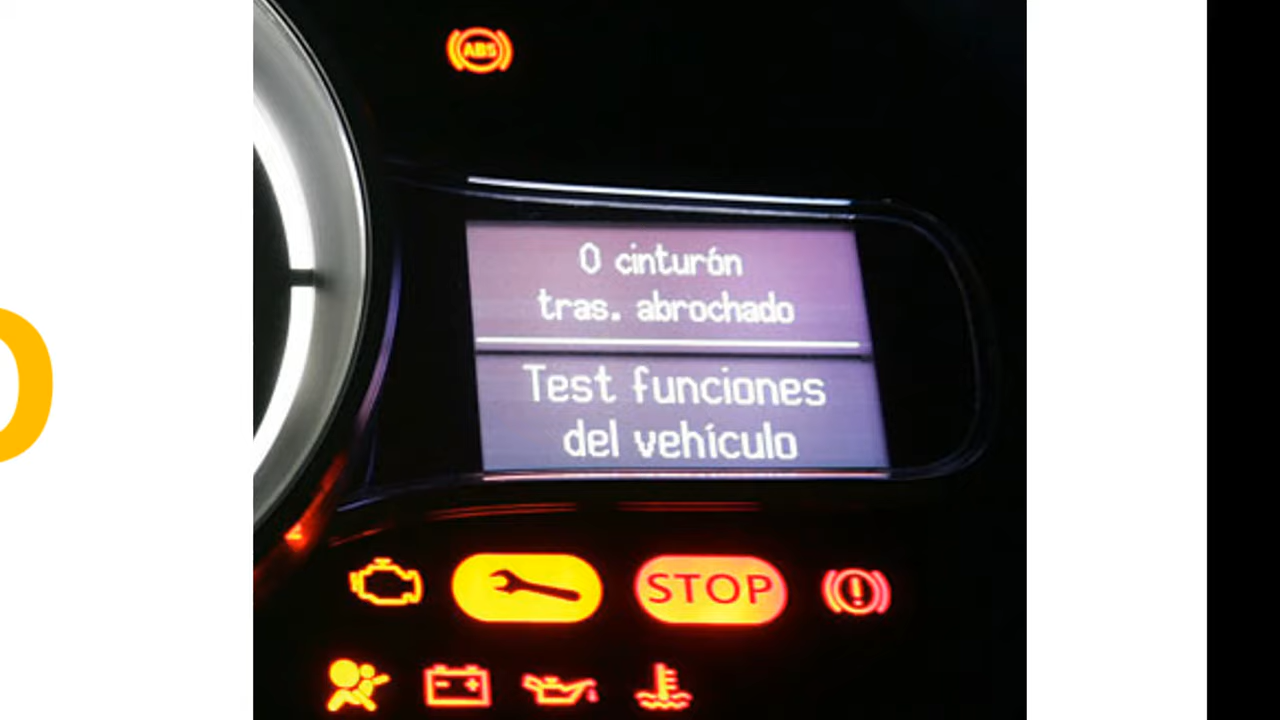 ABS
0 cinturón
tras. abrochado
Test funciones
del vehículo
STOP